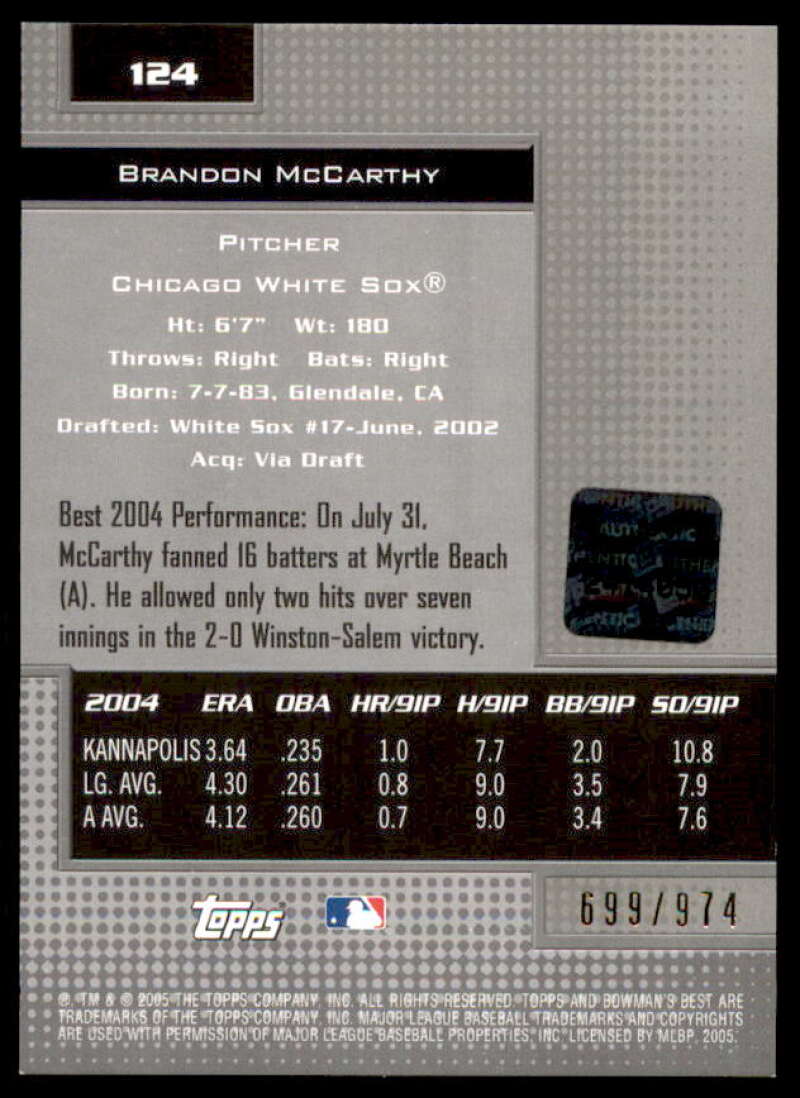 124
BRANDON MCCARTHY
PITCHER
CHICAGO WHITE SOX®
Ht: 6'7" Wt: 180
Throws: Right Bats: Right
Born: 7-7-83, Glendale, CA
Drafted: White Sox #17-June, 2002
Acq: Via Draft
Best 2004 Performance: On July 31,
McCarthy fanned 16 batters at Myrtle Beach
(A). He allowed only two hits over seven
innings in the 2-0 Winston-Salem victory.
2004 ERA OBA HR/9IP H/9IP BB/9IP SO/9IP
KANNAPOLIS 3.64 .235 1.0 7.7 2.0 10.8
LG. AVG. 4.30 .261 0.8 9.0 3.5 7.9
A AVG. 4.12 .260 0.7 9.0 3.4 7.6
Topps
699/974
®, TM & © 2005 THE TOPPS COMPANY, INC. ALL RIGHTS RESERVED. TOPPS AND BOWMAN'S BEST ARE
TRADEMARKS OF THE TOPPS COMPANY, INC. MAJOR LEAGUE BASEBALL TRADEMARKS AND COPYRIGHTS
ARE USED WITH PERMISSION OF MAJOR LEAGUE BASEBALL PROPERTIES, INC. LICENSED BY MLBP, 2005.